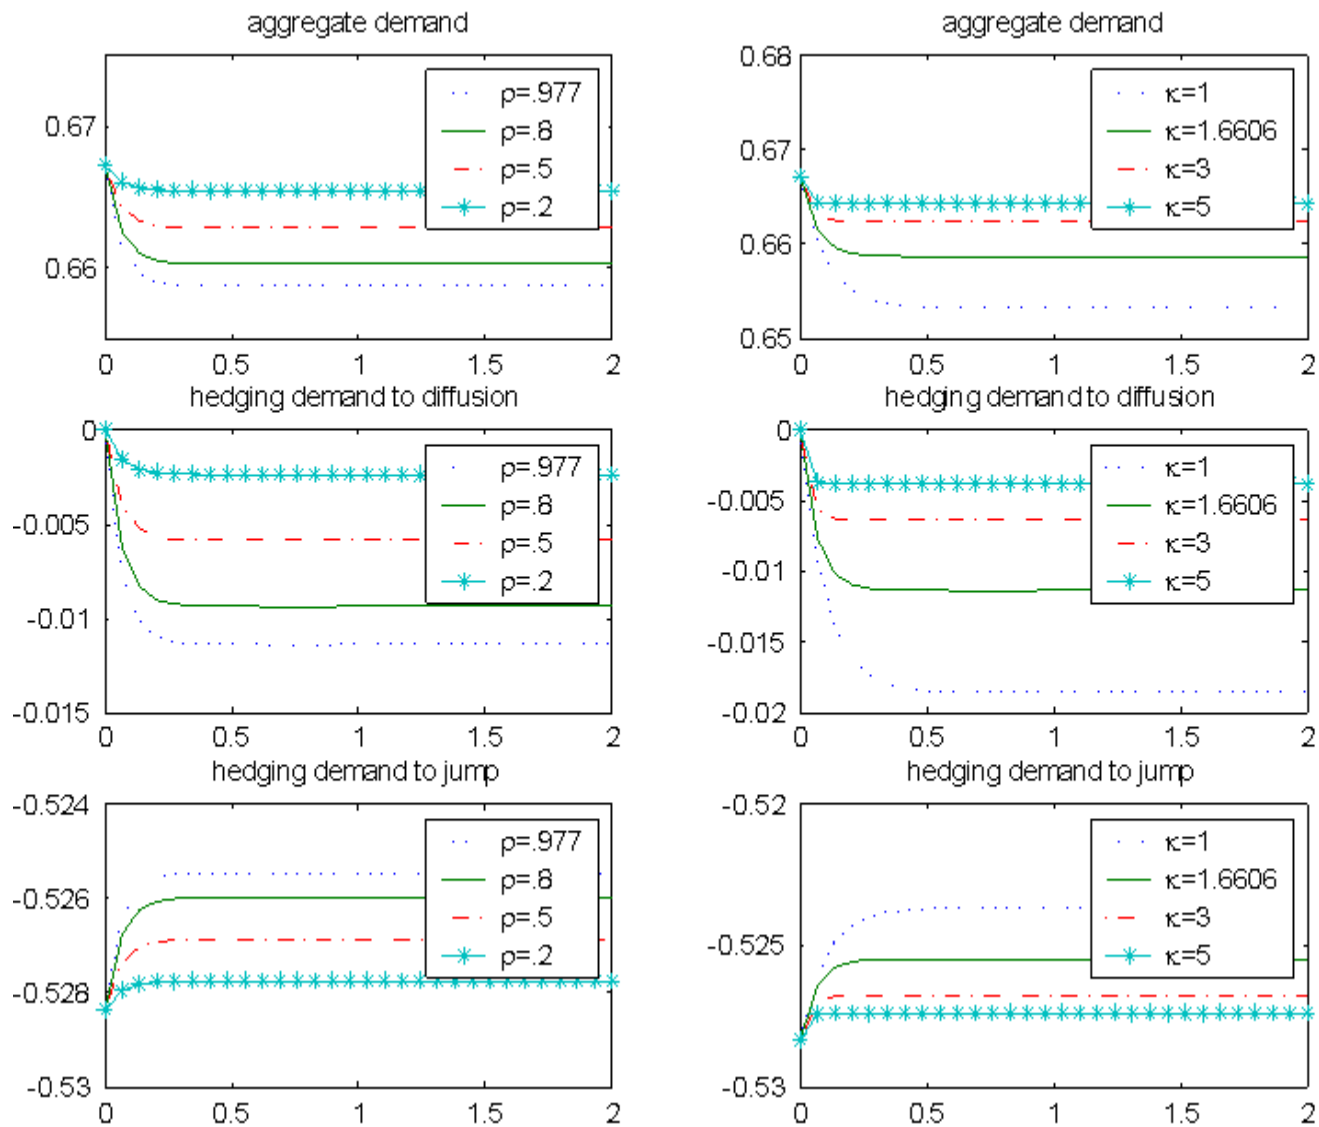 aggregate demand
0.67
0.66
0 0.5 1 1.5 2
ρ=.977
ρ=.8
ρ=.5
ρ=.2
aggregate demand
0.68
0.67
0.66
0.65
0 0.5 1 1.5 2
κ=1
κ=1.6606
κ=3
κ=5
hedging demand to diffusion
0
-0.005
-0.01
-0.015
0 0.5 1 1.5 2
ρ=.977
ρ=.8
ρ=.5
ρ=.2
hedging demand to diffusion
0
-0.005
-0.01
-0.015
-0.02
0 0.5 1 1.5 2
κ=1
κ=1.6606
κ=3
κ=5
hedging demand to jump
-0.524
-0.526
-0.528
-0.53
0 0.5 1 1.5 2
ρ=.977
ρ=.8
ρ=.5
ρ=.2
hedging demand to jump
-0.52
-0.525
-0.53
0 0.5 1 1.5 2
κ=1
κ=1.6606
κ=3
κ=5